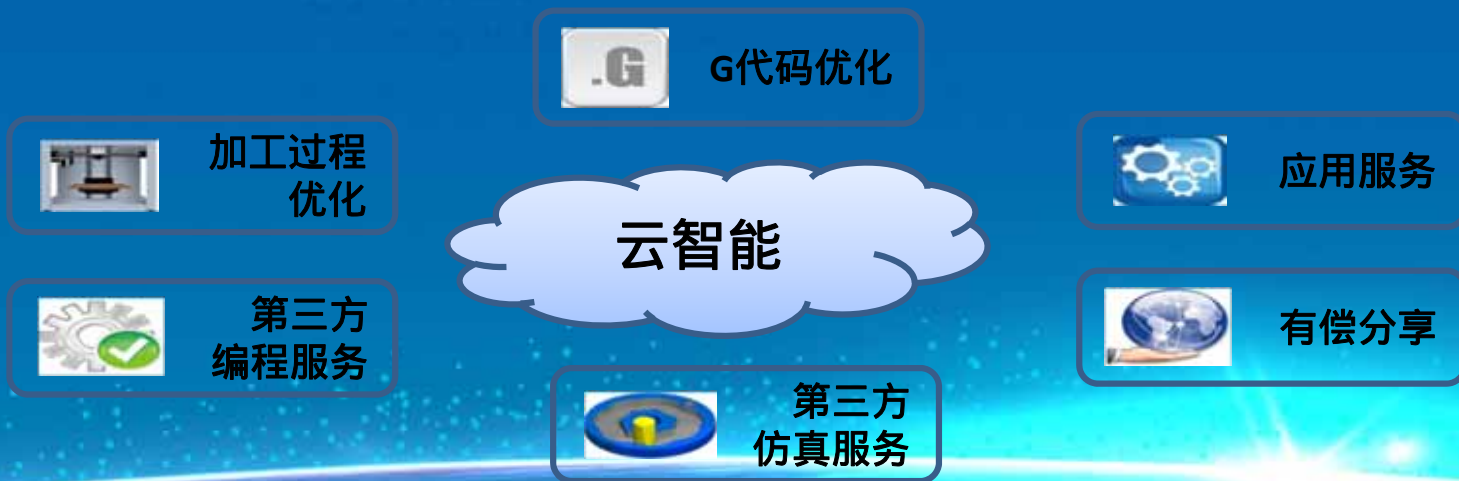 .G
G代码优化
加工过程
优化
应用服务
云智能
第三方
编程服务
有偿分享
第三方
仿真服务